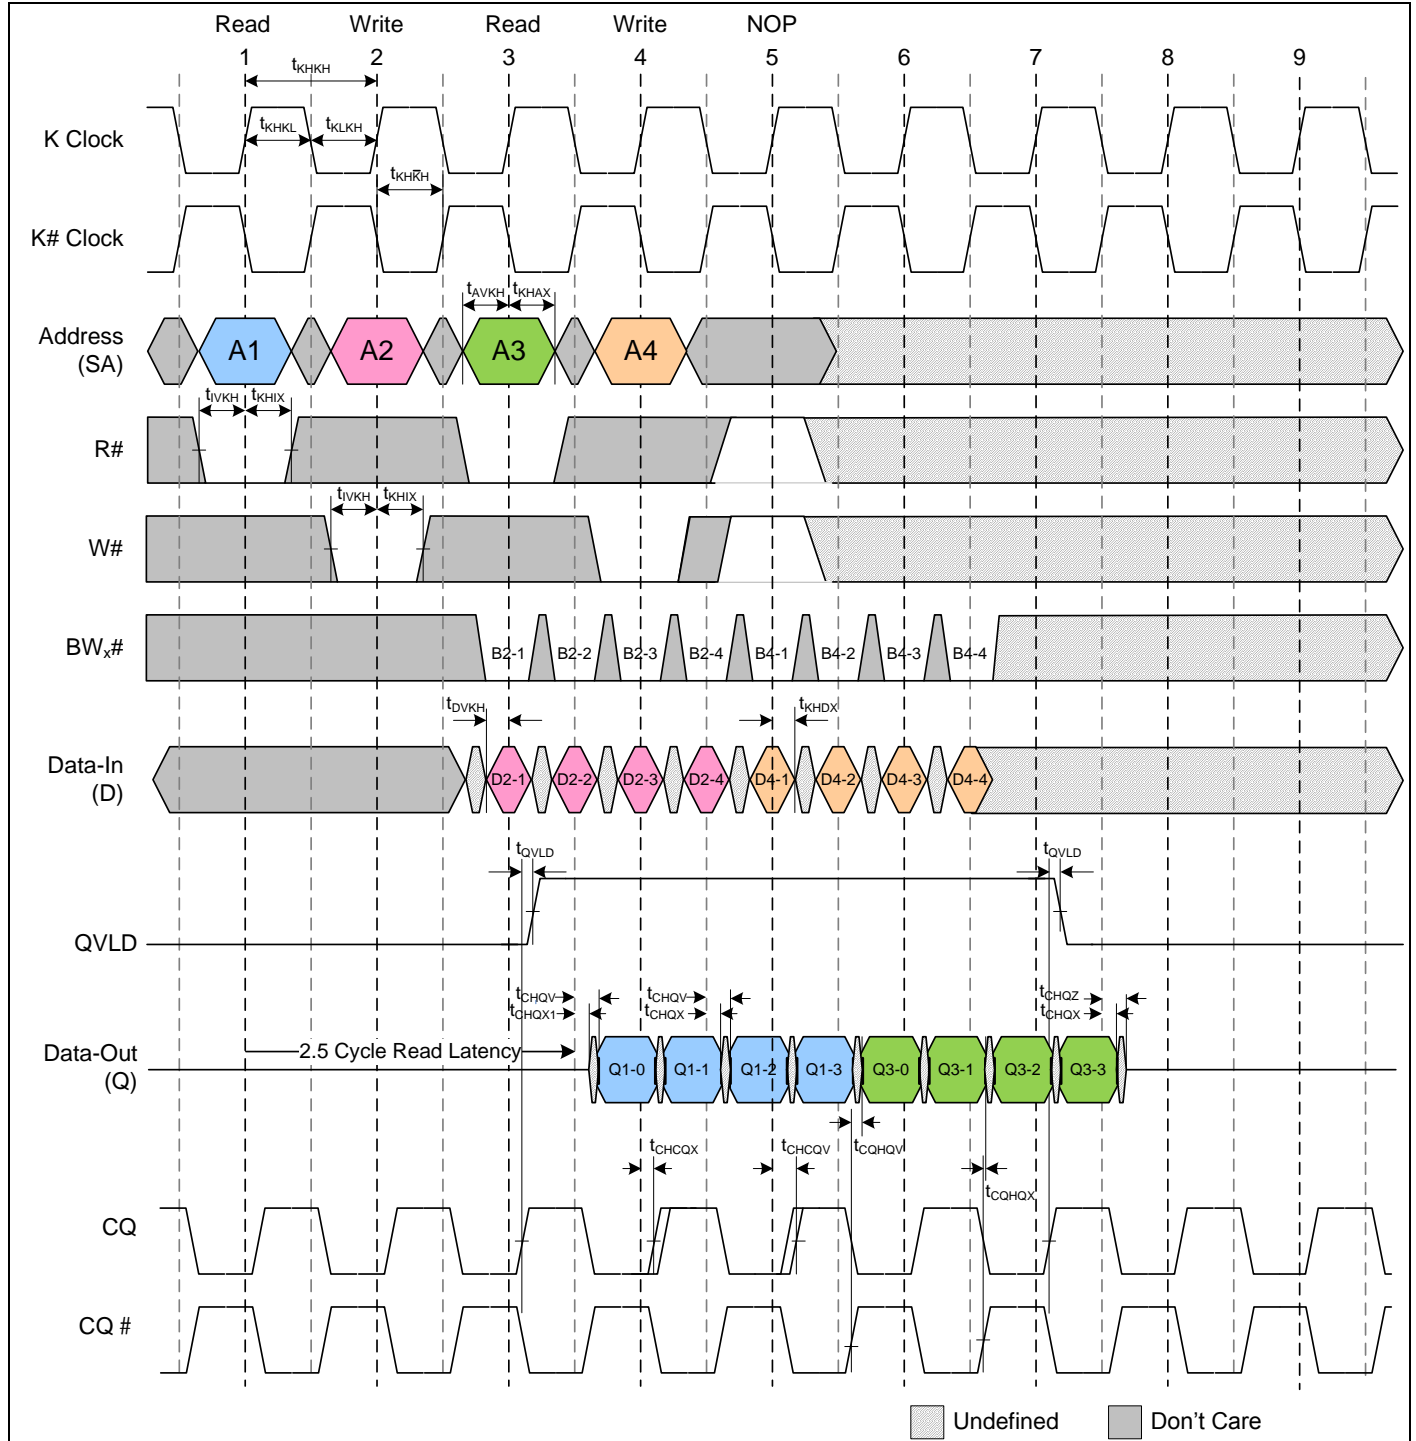 Read Write Read Write NOP
1 2 3 4 5 6 7 8 9
tKHKH
tKHKL tKLKH
K Clock
tKHK̅H
K# Clock
tAVKH tKHAX
Address
(SA)
A1 A2 A3 A4
tIVKH tKHIX
R#
tIVKH tKHIX
W#
BWx#
B2-1 B2-2 B2-3 B2-4 B4-1 B4-2 B4-3 B4-4
tDVKH tKHDX
Data-In
(D)
D2-1 D2-2 D2-3 D2-4 D4-1 D4-2 D4-3 D4-4
tQVLD tQVLD
QVLD
tCHQV tCHQV tCHQZ
tCHQX1 tCHQX tCHQX
Data-Out
(Q)
2.5 Cycle Read Latency
Q1-0 Q1-1 Q1-2 Q1-3 Q3-0 Q3-1 Q3-2 Q3-3
tCHCQX tCHCQV tCQHQV
tCQHQX
CQ
CQ #
Undefined Don't Care